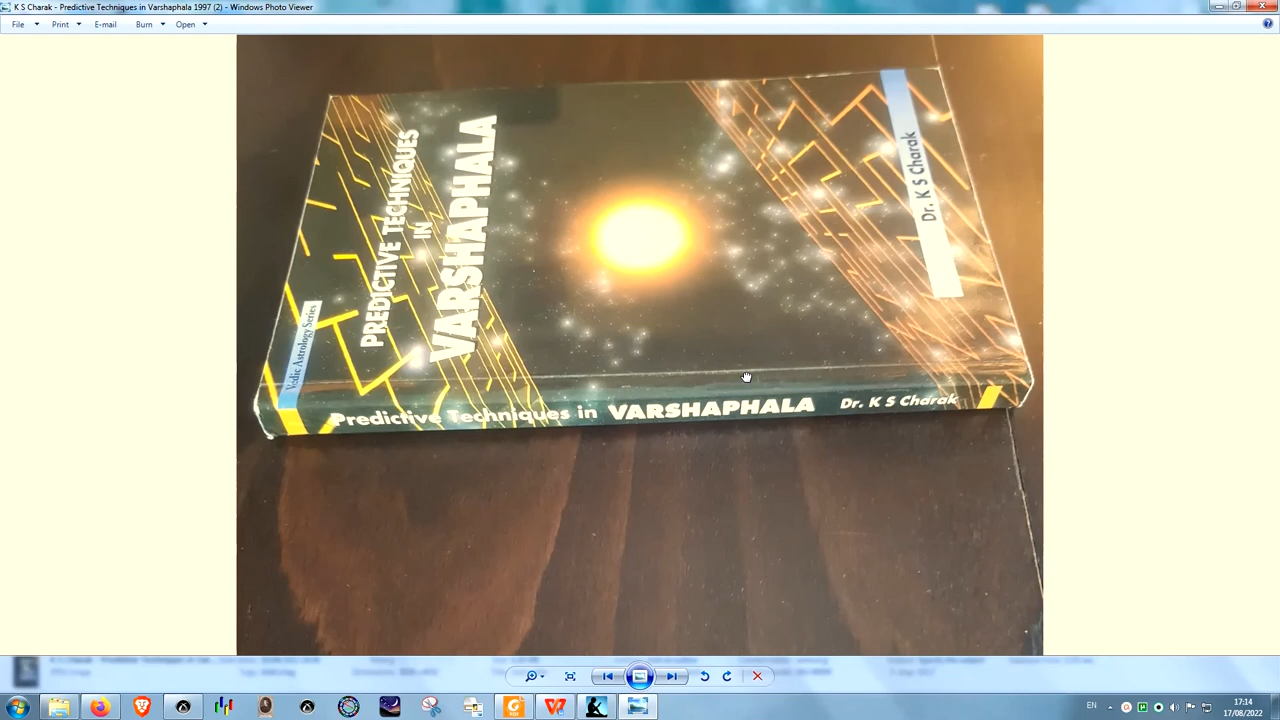 K S Charak - Predictive Techniques in Varshaphala 1997 (2) - Windows Photo Viewer
File Print E-mail Burn Open
PREDICTIVE TECHNIQUES
IN
VARSHAPHALA
Dr. K S Charak
Vedic Astrology Series
Predictive Techniques in VARSHAPHALA Dr. K S Charak
EN
17:14
17/08/2022